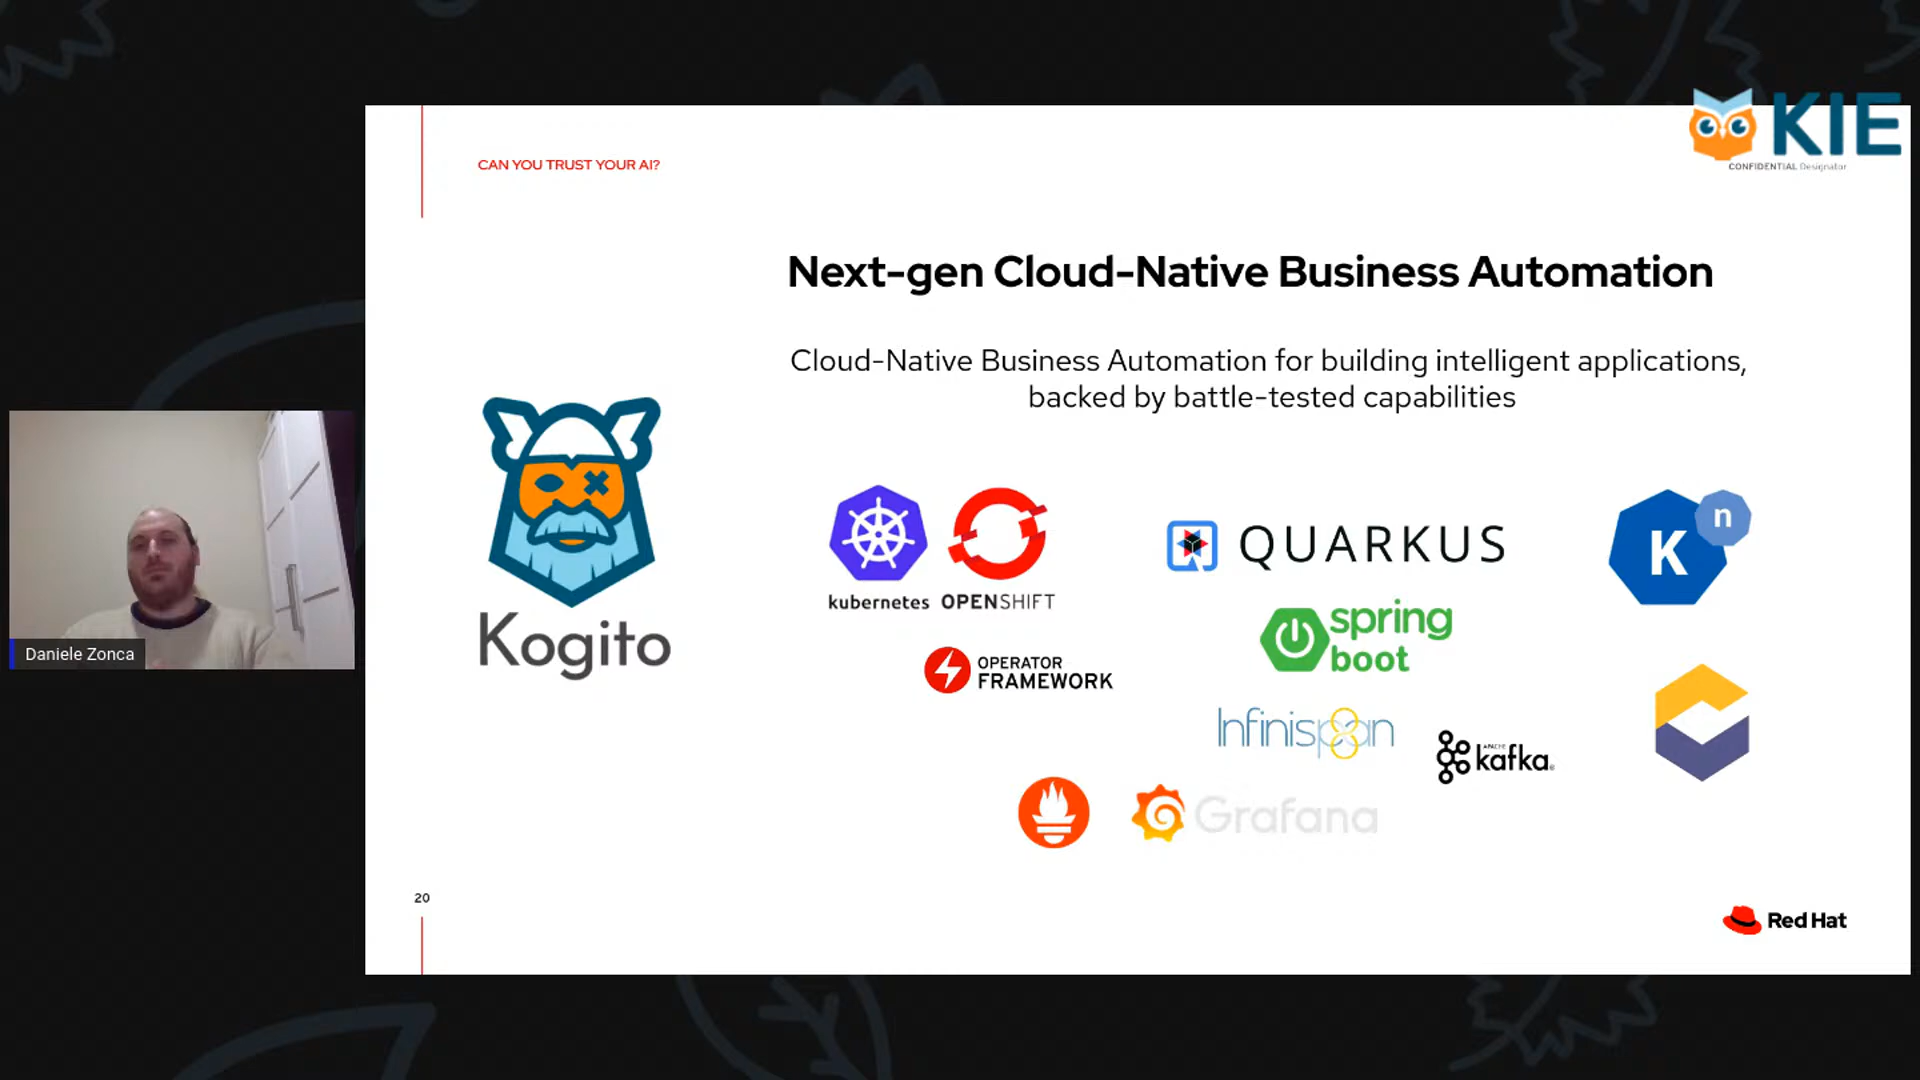 KIE
CONFIDENTIAL Designator
CAN YOU TRUST YOUR AI?
Next-gen Cloud-Native Business Automation
Cloud-Native Business Automation for building intelligent applications,
backed by battle-tested capabilities
Kogito
kubernetes
OPENSHIFT
OPERATOR
FRAMEWORK
QUARKUS
spring
boot
Infinispan
APACHE
kafka®
Grafana
K
n
Daniele Zonca
20
Red Hat